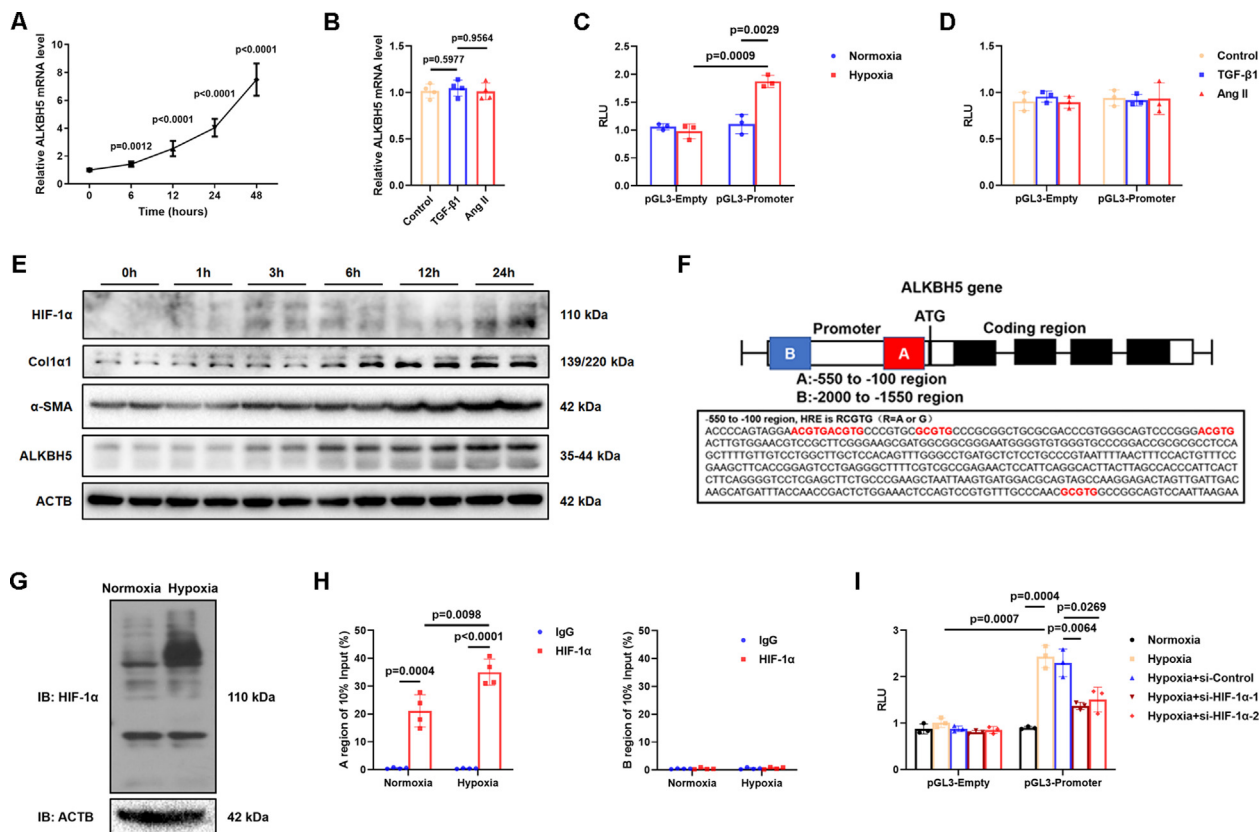 A
Relative ALKBH5 mRNA level
10
8
6
4
2
0
p=0.0012
p<0.0001
p<0.0001
p<0.0001
0 6 12 24 48
Time (hours)
B
Relative ALKBH5 mRNA level
1.5
1.0
0.5
0.0
p=0.9564
p=0.5977
Control TGF-β1 Ang II
C
RLU
2.5
2.0
1.5
1.0
0.5
0.0
p=0.0029
p=0.0009
Normoxia
Hypoxia
pGL3-Empty pGL3-Promoter
D
RLU
1.5
1.0
0.5
0.0
Control
TGF-β1
Ang II
pGL3-Empty pGL3-Promoter
E
0h 1h 3h 6h 12h 24h
HIF-1α 110 kDa
Col1α1 139/220 kDa
α-SMA 42 kDa
ALKBH5 35-44 kDa
ACTB 42 kDa
F
ALKBH5 gene
ATG
Promoter Coding region
B A
A:-550 to -100 region
B:-2000 to -1550 region
-550 to -100 region, HRE is RCGTG（R=A or G）
ACCCCAGTAGGAACGTGACGTGCCCGTGCGCGTGCCCGCGGCTGCGCGACCCGTGGGCAGTCCCGGGACGTG
ACTTGTGGAACGTCCGCTTCGGGAAGCGATGGCGGCGGGAATGGGGTGTGGGTGCCCGGACCGCGCGCCTCCA
GCTTTTGTTGTCCTGGCTTGCTCCACAGTTTGGGCCTGATGCTCTCCTGCCCGTAATTTTAACTTTCCACTGTTTCC
GAAGCTTCACCGGAGTCCTGAGGGCTTTTCGTCGCCGAGAACTCCATTCAGGCACTTACTTAGCCACCCATTCACT
CTTCAGGGGTCCTCGAGCTTCTGCCCGAAGCTAATTAAGTGATGGACGCAGTAGCCAAGGAGACTAGTTGATTGAC
AAGCATGATTTACCAACCGACTCTGGAAACTCCAGTCCGTGTTTGCCCAACGCGTGGCCGGCAGTCCAATTAAGAA
G
Normoxia Hypoxia
IB: HIF-1α 110 kDa
IB: ACTB 42 kDa
H
A region of 10% Input (%)
50
40
30
20
10
0
p=0.0098
p<0.0001
p=0.0004
IgG
HIF-1α
Normoxia Hypoxia
B region of 10% Input (%)
50
40
30
20
10
0
IgG
HIF-1α
Normoxia Hypoxia
I
RLU
3
2
1
0
p=0.0004
p=0.0269
p=0.0007
p=0.0064
Normoxia
Hypoxia
Hypoxia+si-Control
Hypoxia+si-HIF-1α-1
Hypoxia+si-HIF-1α-2
pGL3-Empty pGL3-Promoter